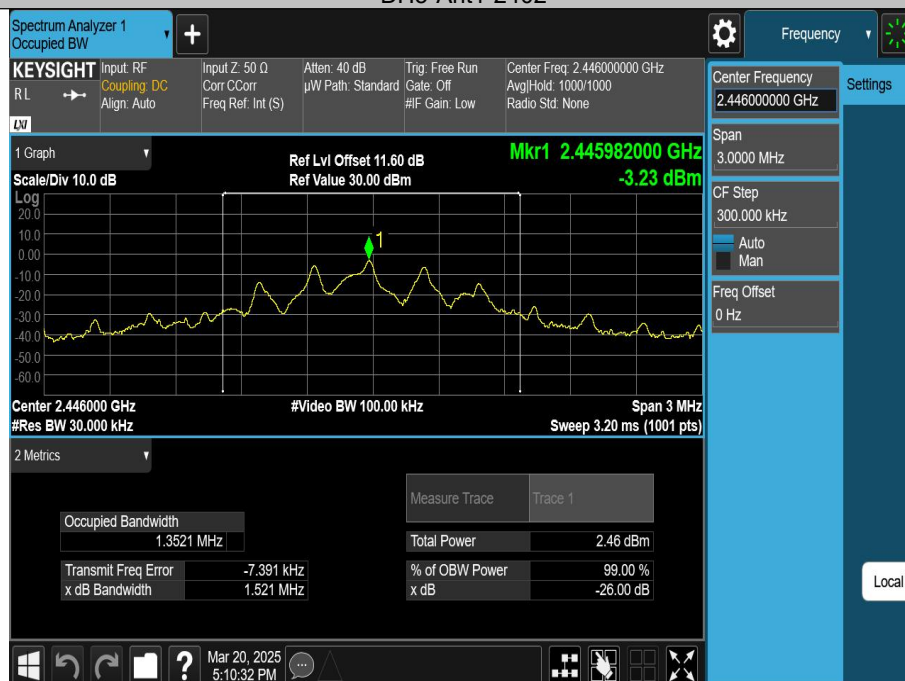 Spectrum Analyzer 1
Occupied BW
+
Frequency
KEYSIGHT
RL
LXI
Input: RF
Coupling: DC
Align: Auto
Input Z: 50 Ω
Corr CCorr
Freq Ref: Int (S)
Atten: 40 dB
µW Path: Standard
Trig: Free Run
Gate: Off
#IF Gain: Low
Center Freq: 2.446000000 GHz
Avg|Hold: 1000/1000
Radio Std: None
Center Frequency
2.446000000 GHz
Settings
Span
3.0000 MHz
CF Step
300.000 kHz
Auto
Man
Freq Offset
0 Hz
Local
1 Graph
Scale/Div 10.0 dB
Ref Lvl Offset 11.60 dB
Ref Value 30.00 dBm
Mkr1 2.445982000 GHz
-3.23 dBm
Log
20.0
10.0
0.00
-10.0
-20.0
-30.0
-40.0
-50.0
-60.0
1
Center 2.446000 GHz
#Res BW 30.000 kHz
#Video BW 100.00 kHz
Span 3 MHz
Sweep 3.20 ms (1001 pts)
2 Metrics
Measure Trace Trace 1
Occupied Bandwidth
1.3521 MHz
Total Power 2.46 dBm
Transmit Freq Error -7.391 kHz
% of OBW Power 99.00 %
x dB Bandwidth 1.521 MHz
x dB -26.00 dB
?
Mar 20, 2025
5:10:32 PM